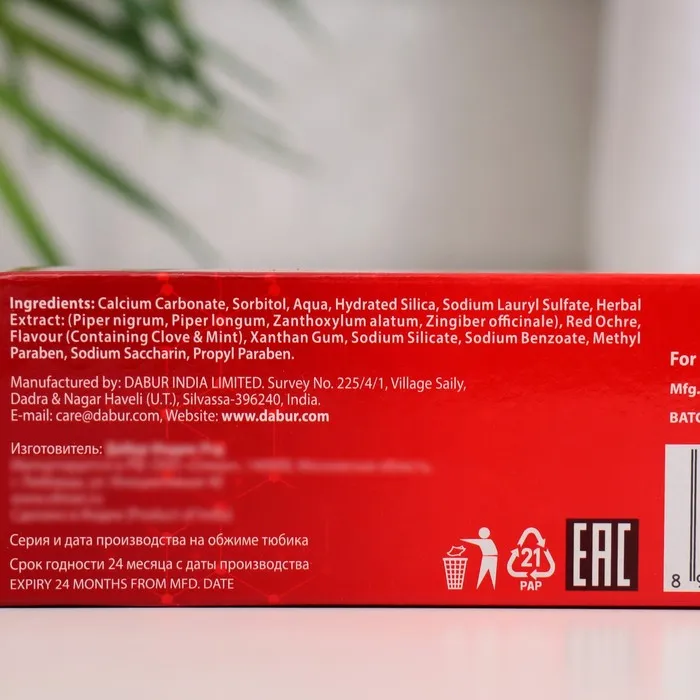 Ingredients: Calcium Carbonate, Sorbitol, Aqua, Hydrated Silica, Sodium Lauryl Sulfate, Herbal
Extract: (Piper nigrum, Piper longum, Zanthoxylum alatum, Zingiber officinale), Red Ochre,
Flavour (Containing Clove & Mint), Xanthan Gum, Sodium Silicate, Sodium Benzoate, Methyl
Paraben, Sodium Saccharin, Propyl Paraben.
Manufactured by: DABUR INDIA LIMITED. Survey No. 225/4/1, Village Saily,
Dadra & Nagar Haveli (U.T.), Silvassa-396240, India.
E-mail: care@dabur.com, Website: www.dabur.com
Изготовитель:
Серия и дата производства на обжиме тюбика
Срок годности 24 месяца с даты производства
EXPIRY 24 MONTHS FROM MFD. DATE
21
PAP
EAC
For
Mfg.
BATC
8